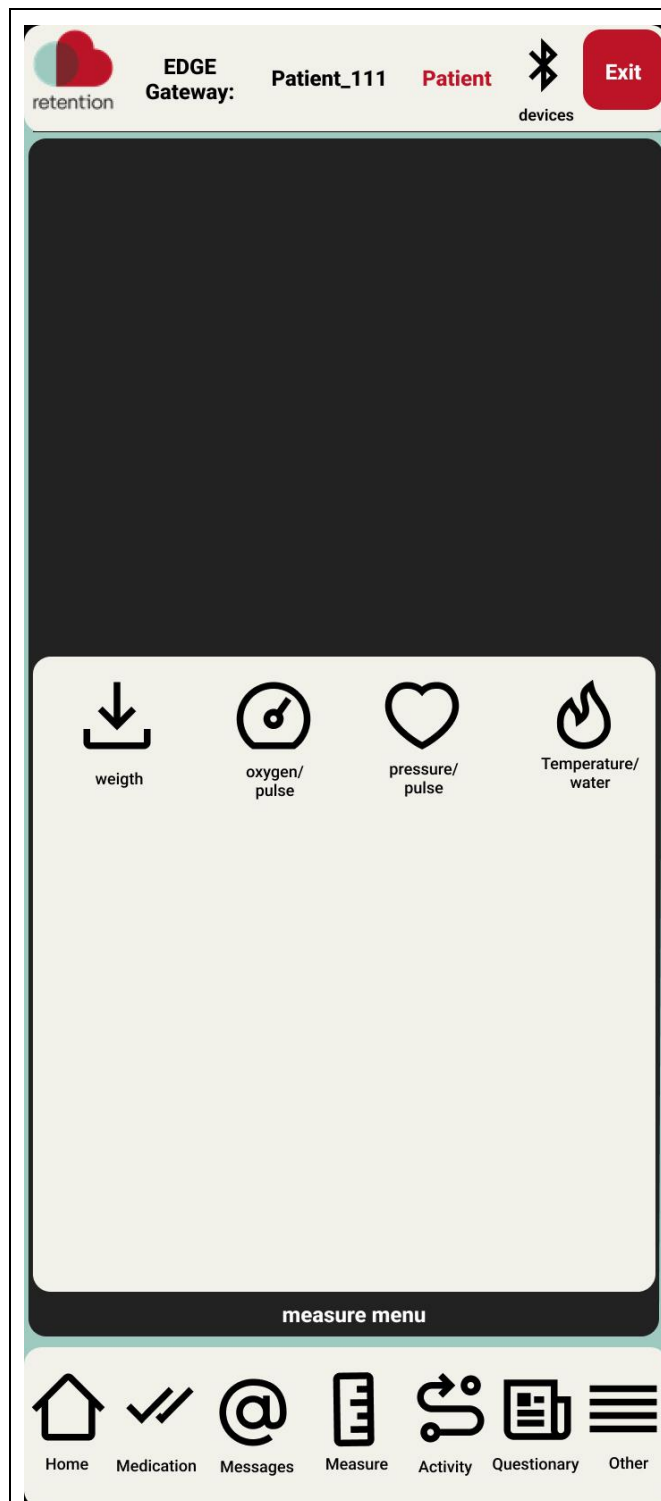 retention
EDGE
Gateway:
Patient_111
Patient
devices
Exit
weigth
oxygen/
pulse
pressure/
pulse
Temperature/
water
measure menu
Home
Medication
Messages
Measure
Activity
Questionary
Other